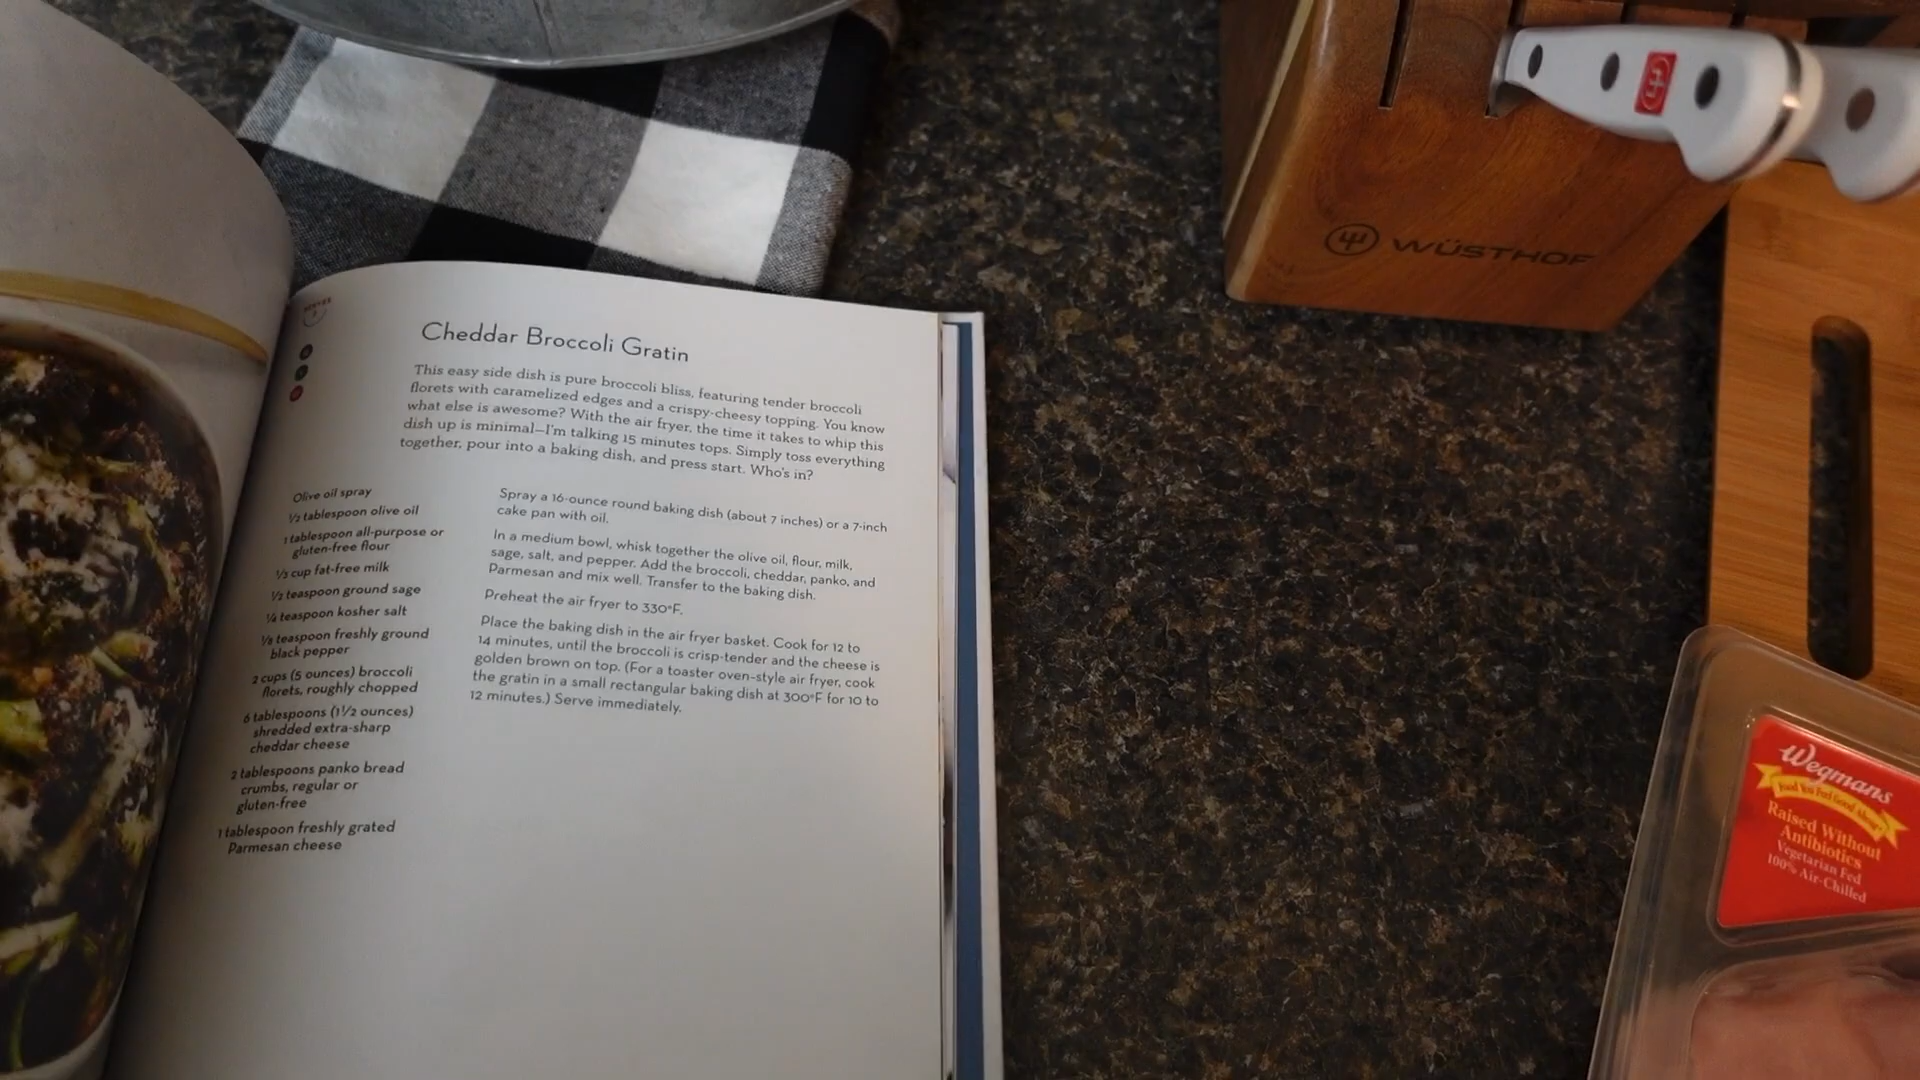 WÜSTHOF
SERVES
2
Cheddar Broccoli Gratin
This easy side dish is pure broccoli bliss, featuring tender broccoli
florets with caramelized edges and a crispy-cheesy topping. You know
what else is awesome? With the air fryer, the time it takes to whip this
dish up is minimal—I'm talking 15 minutes tops. Simply toss everything
together, pour into a baking dish, and press start. Who's in?
Olive oil spray
½ tablespoon olive oil
1 tablespoon all-purpose or
gluten-free flour
⅓ cup fat-free milk
½ teaspoon ground sage
¼ teaspoon kosher salt
⅛ teaspoon freshly ground
black pepper
2 cups (5 ounces) broccoli
florets, roughly chopped
6 tablespoons (1½ ounces)
shredded extra-sharp
cheddar cheese
2 tablespoons panko bread
crumbs, regular or
gluten-free
1 tablespoon freshly grated
Parmesan cheese
Spray a 16-ounce round baking dish (about 7 inches) or a 7-inch
cake pan with oil.
In a medium bowl, whisk together the olive oil, flour, milk,
sage, salt, and pepper. Add the broccoli, cheddar, panko, and
Parmesan and mix well. Transfer to the baking dish.
Preheat the air fryer to 330°F.
Place the baking dish in the air fryer basket. Cook for 12 to
14 minutes, until the broccoli is crisp-tender and the cheese is
golden brown on top. (For a toaster oven-style air fryer, cook
the gratin in a small rectangular baking dish at 300°F for 10 to
12 minutes.) Serve immediately.
Wegmans
Food You Feel Good About
Raised Without
Antibiotics
Vegetarian Fed
100% Air-Chilled